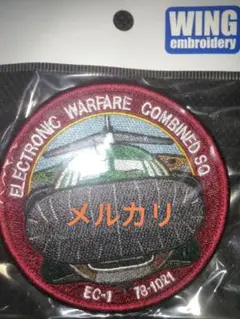 WING
embroidery
ELECTRONIC WARFARE COMBINED SQ
メルカリ
EC-1 78-1021